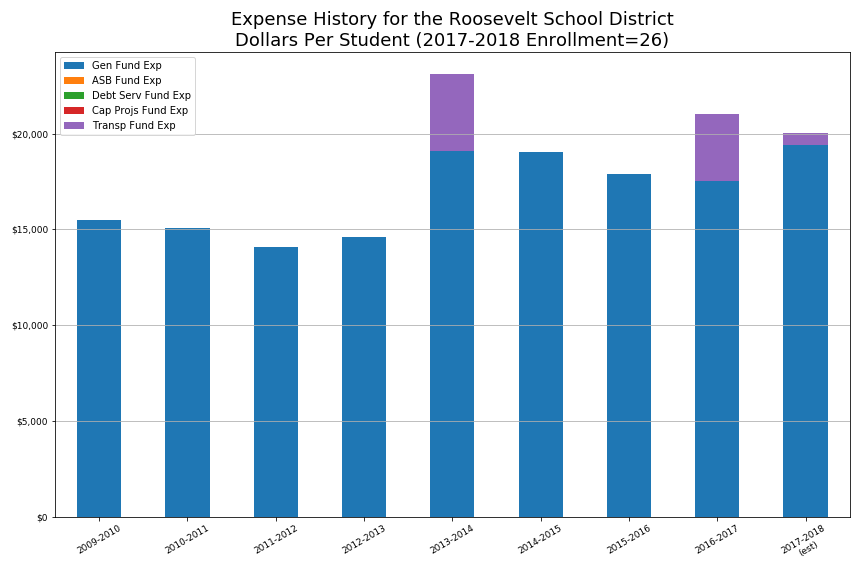 Expense History for the Roosevelt School District
Dollars Per Student (2017-2018 Enrollment=26)
Gen Fund Exp
ASB Fund Exp
Debt Serv Fund Exp
Cap Projs Fund Exp
Transp Fund Exp
$20,000
$15,000
$10,000
$5,000
$0
2009-2010
2010-2011
2011-2012
2012-2013
2013-2014
2014-2015
2015-2016
2016-2017
2017-2018
(est)